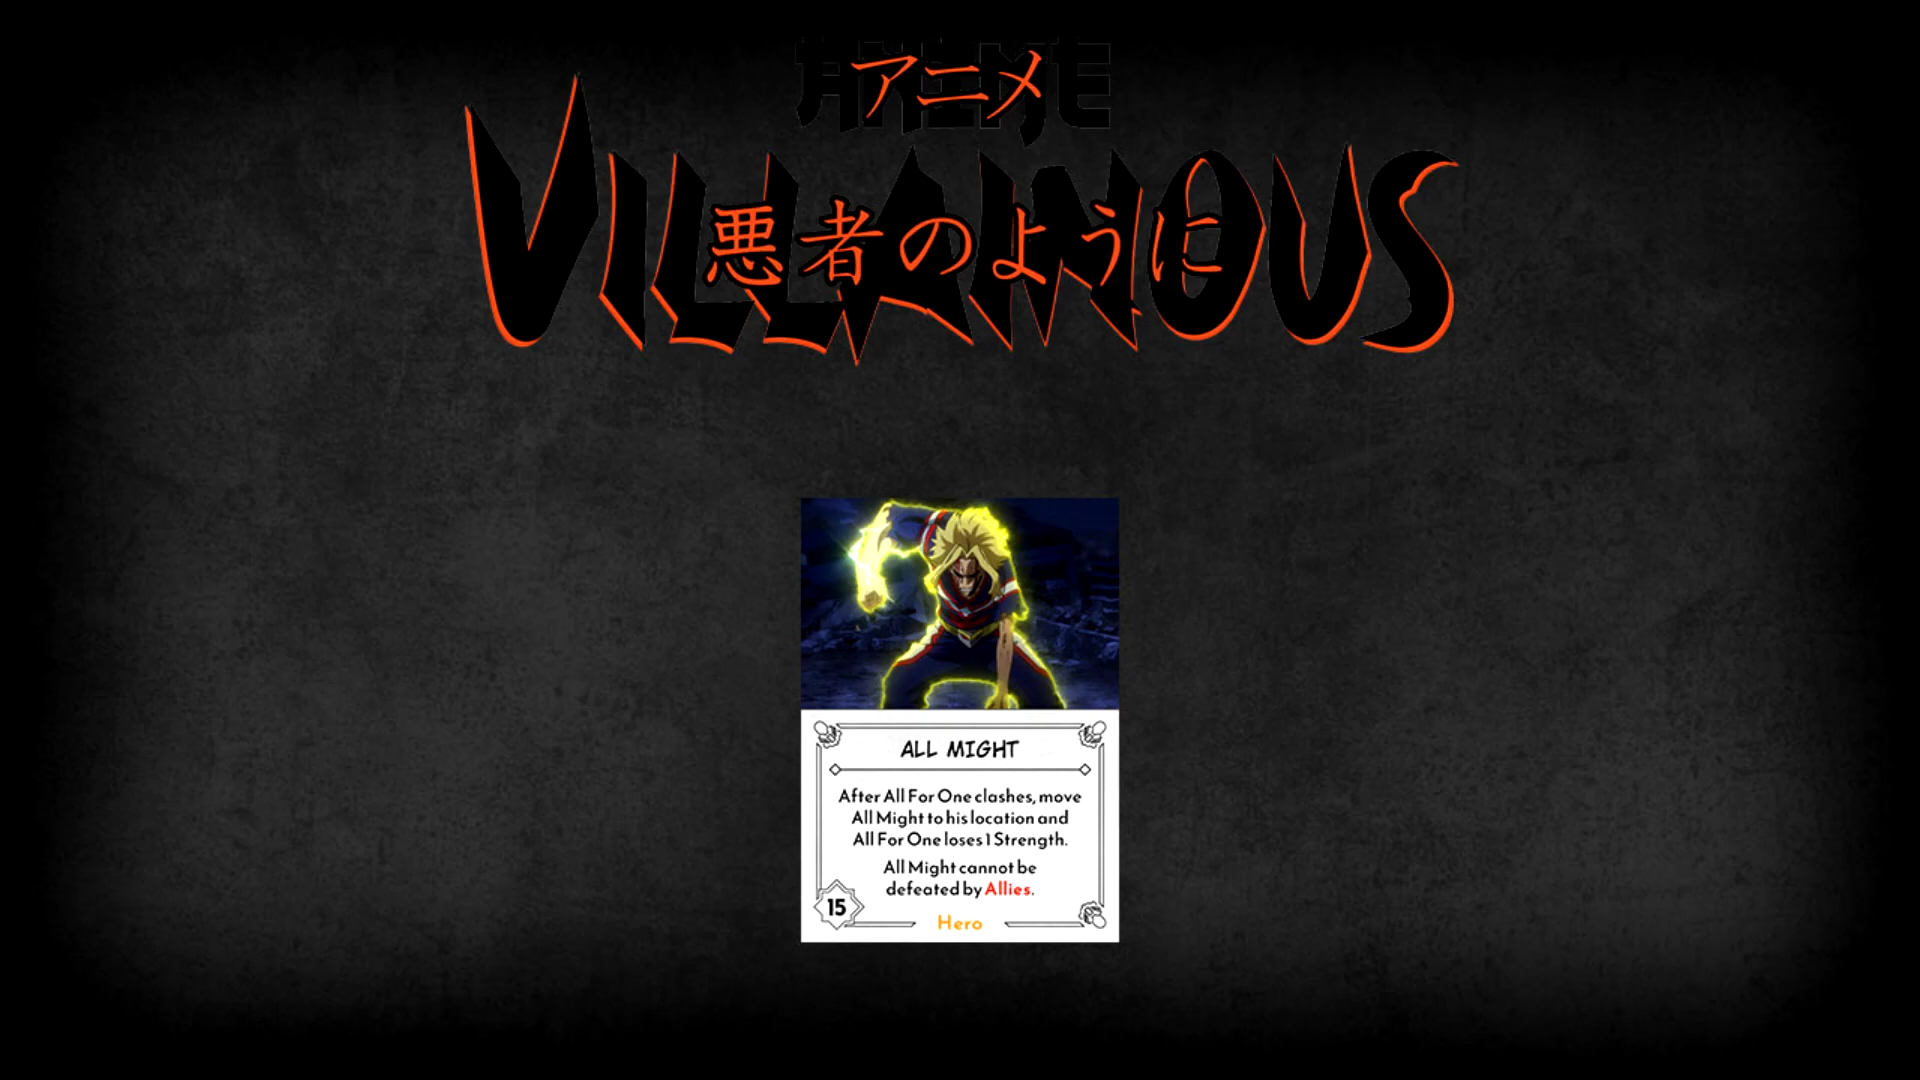 ANIME
アニメ
VILLAINOUS
悪者のように
ALL MIGHT
After All For One clashes, move
All Might to his location and
All For One loses 1 Strength.
All Might cannot be
defeated by Allies.
15
Hero